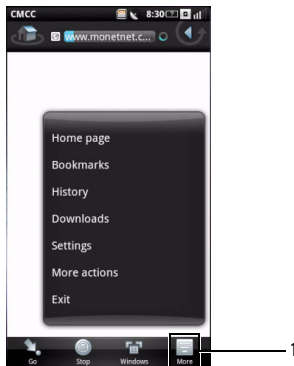 CMCC 8:30 G
G www.monetnet.c...
Home page
Bookmarks
History
Downloads
Settings
More actions
Exit
Go Stop Windows More
1